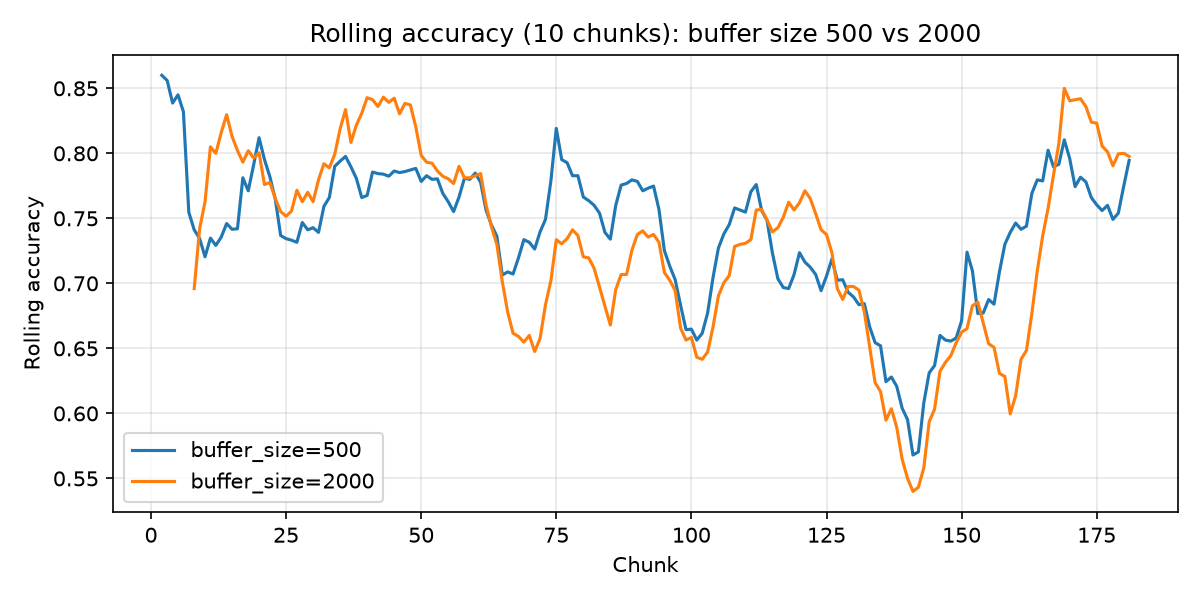 Rolling accuracy (10 chunks): buffer size 500 vs 2000
Rolling accuracy
0.85
0.80
0.75
0.70
0.65
0.60
0.55
buffer_size=500
buffer_size=2000
0 25 50 75 100 125 150 175
Chunk